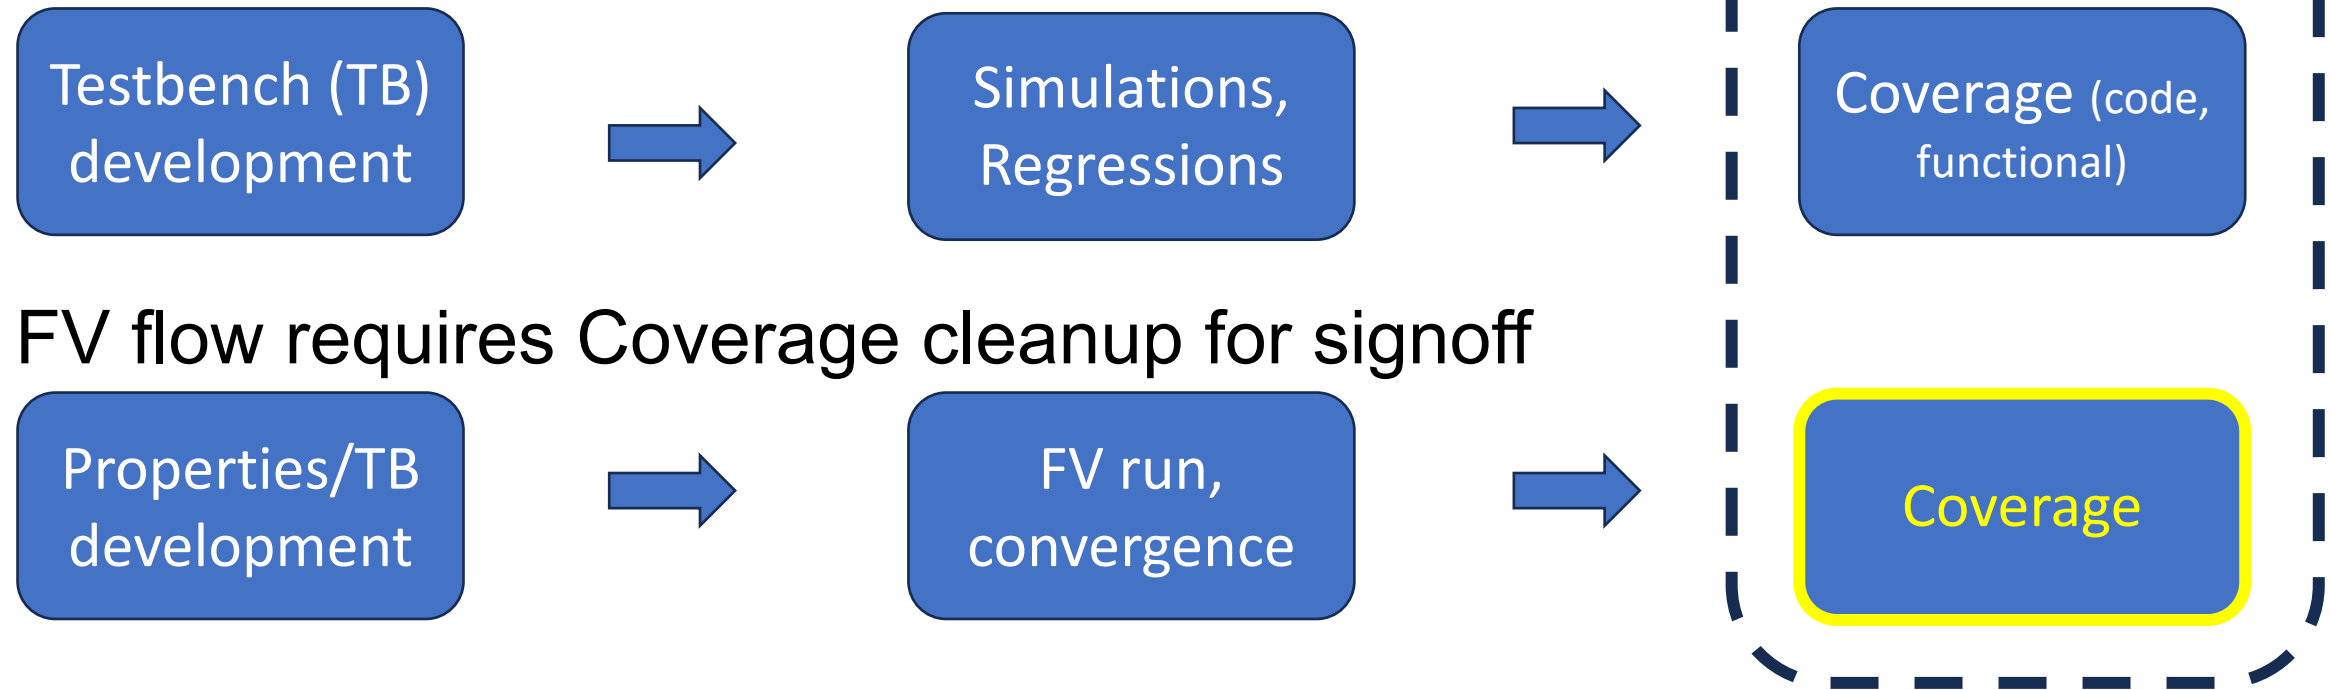 Testbench (TB)
development
Simulations,
Regressions
Coverage (code,
functional)
FV flow requires Coverage cleanup for signoff
Properties/TB
development
FV run,
convergence
Coverage